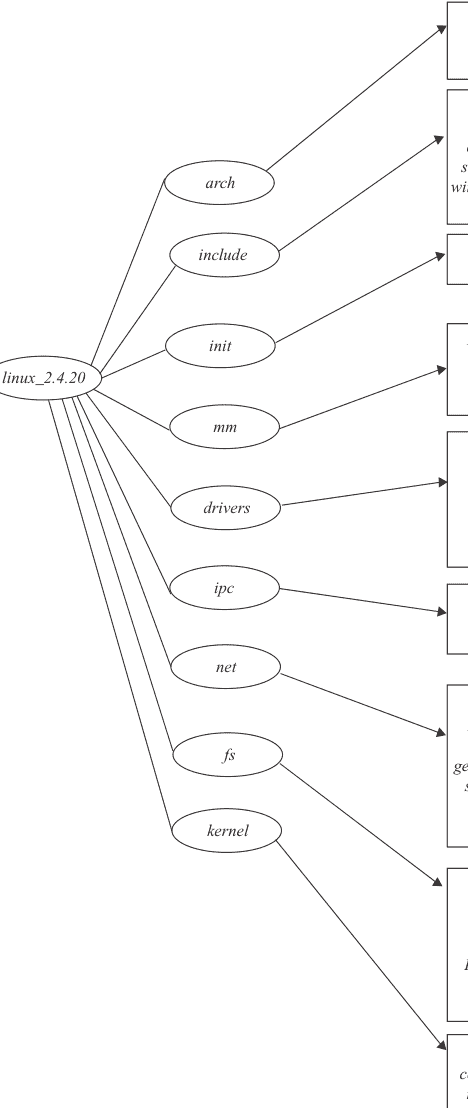 arch
include
init
linux_2.4.20
mm
drivers
ipc
net
fs
kernel